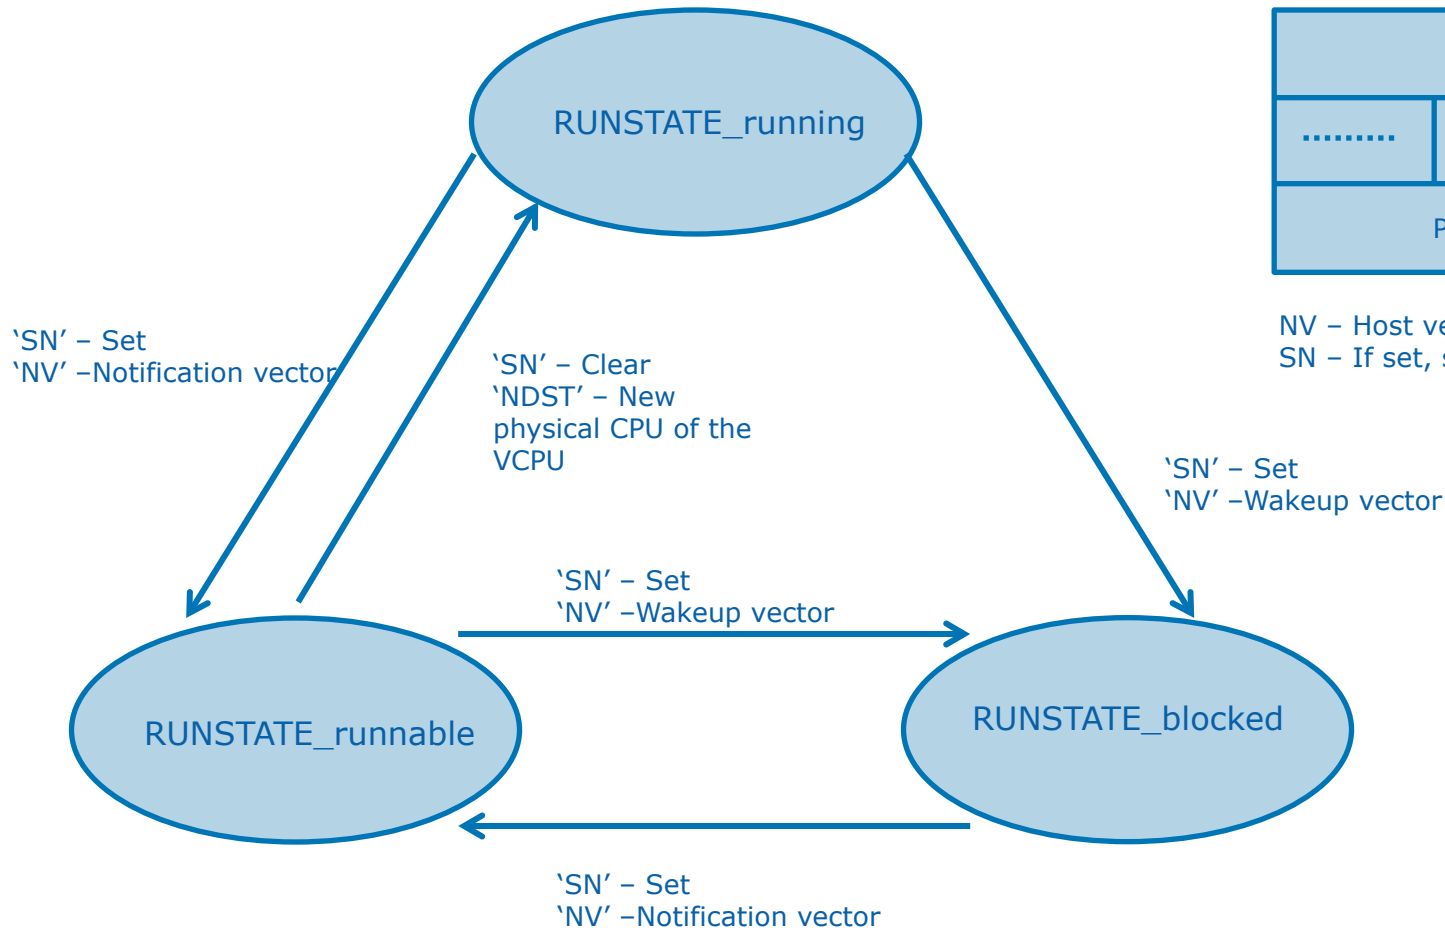 RUNSTATE_running
P
NV – Host
SN – If set,
‘SN’ – Set
‘NV’ –Notification vector
‘SN’ – Clear
‘NDST’ – New
physical CPU of the
VCPU
‘SN’ – Set
‘NV’ –Wakeup vector
‘SN’ – Set
‘NV’ –Wakeup vector
RUNSTATE_runnable
RUNSTATE_blocked
‘SN’ – Set
‘NV’ –Notification vector